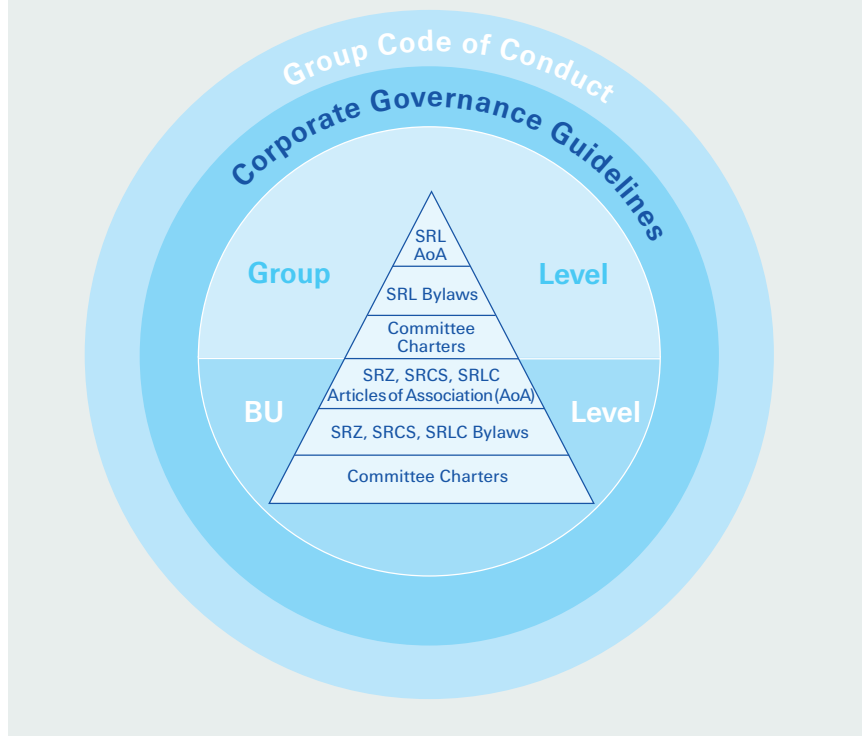 Group Code of Conduct
Corporate Governance Guidelines
SRL
AoA
Group
Level
SRL Bylaws
Committee
Charters
SRZ, SRCS, SRLC
Articles of Association (AoA)
BU
Level
SRZ, SRCS, SRLC Bylaws
Committee Charters